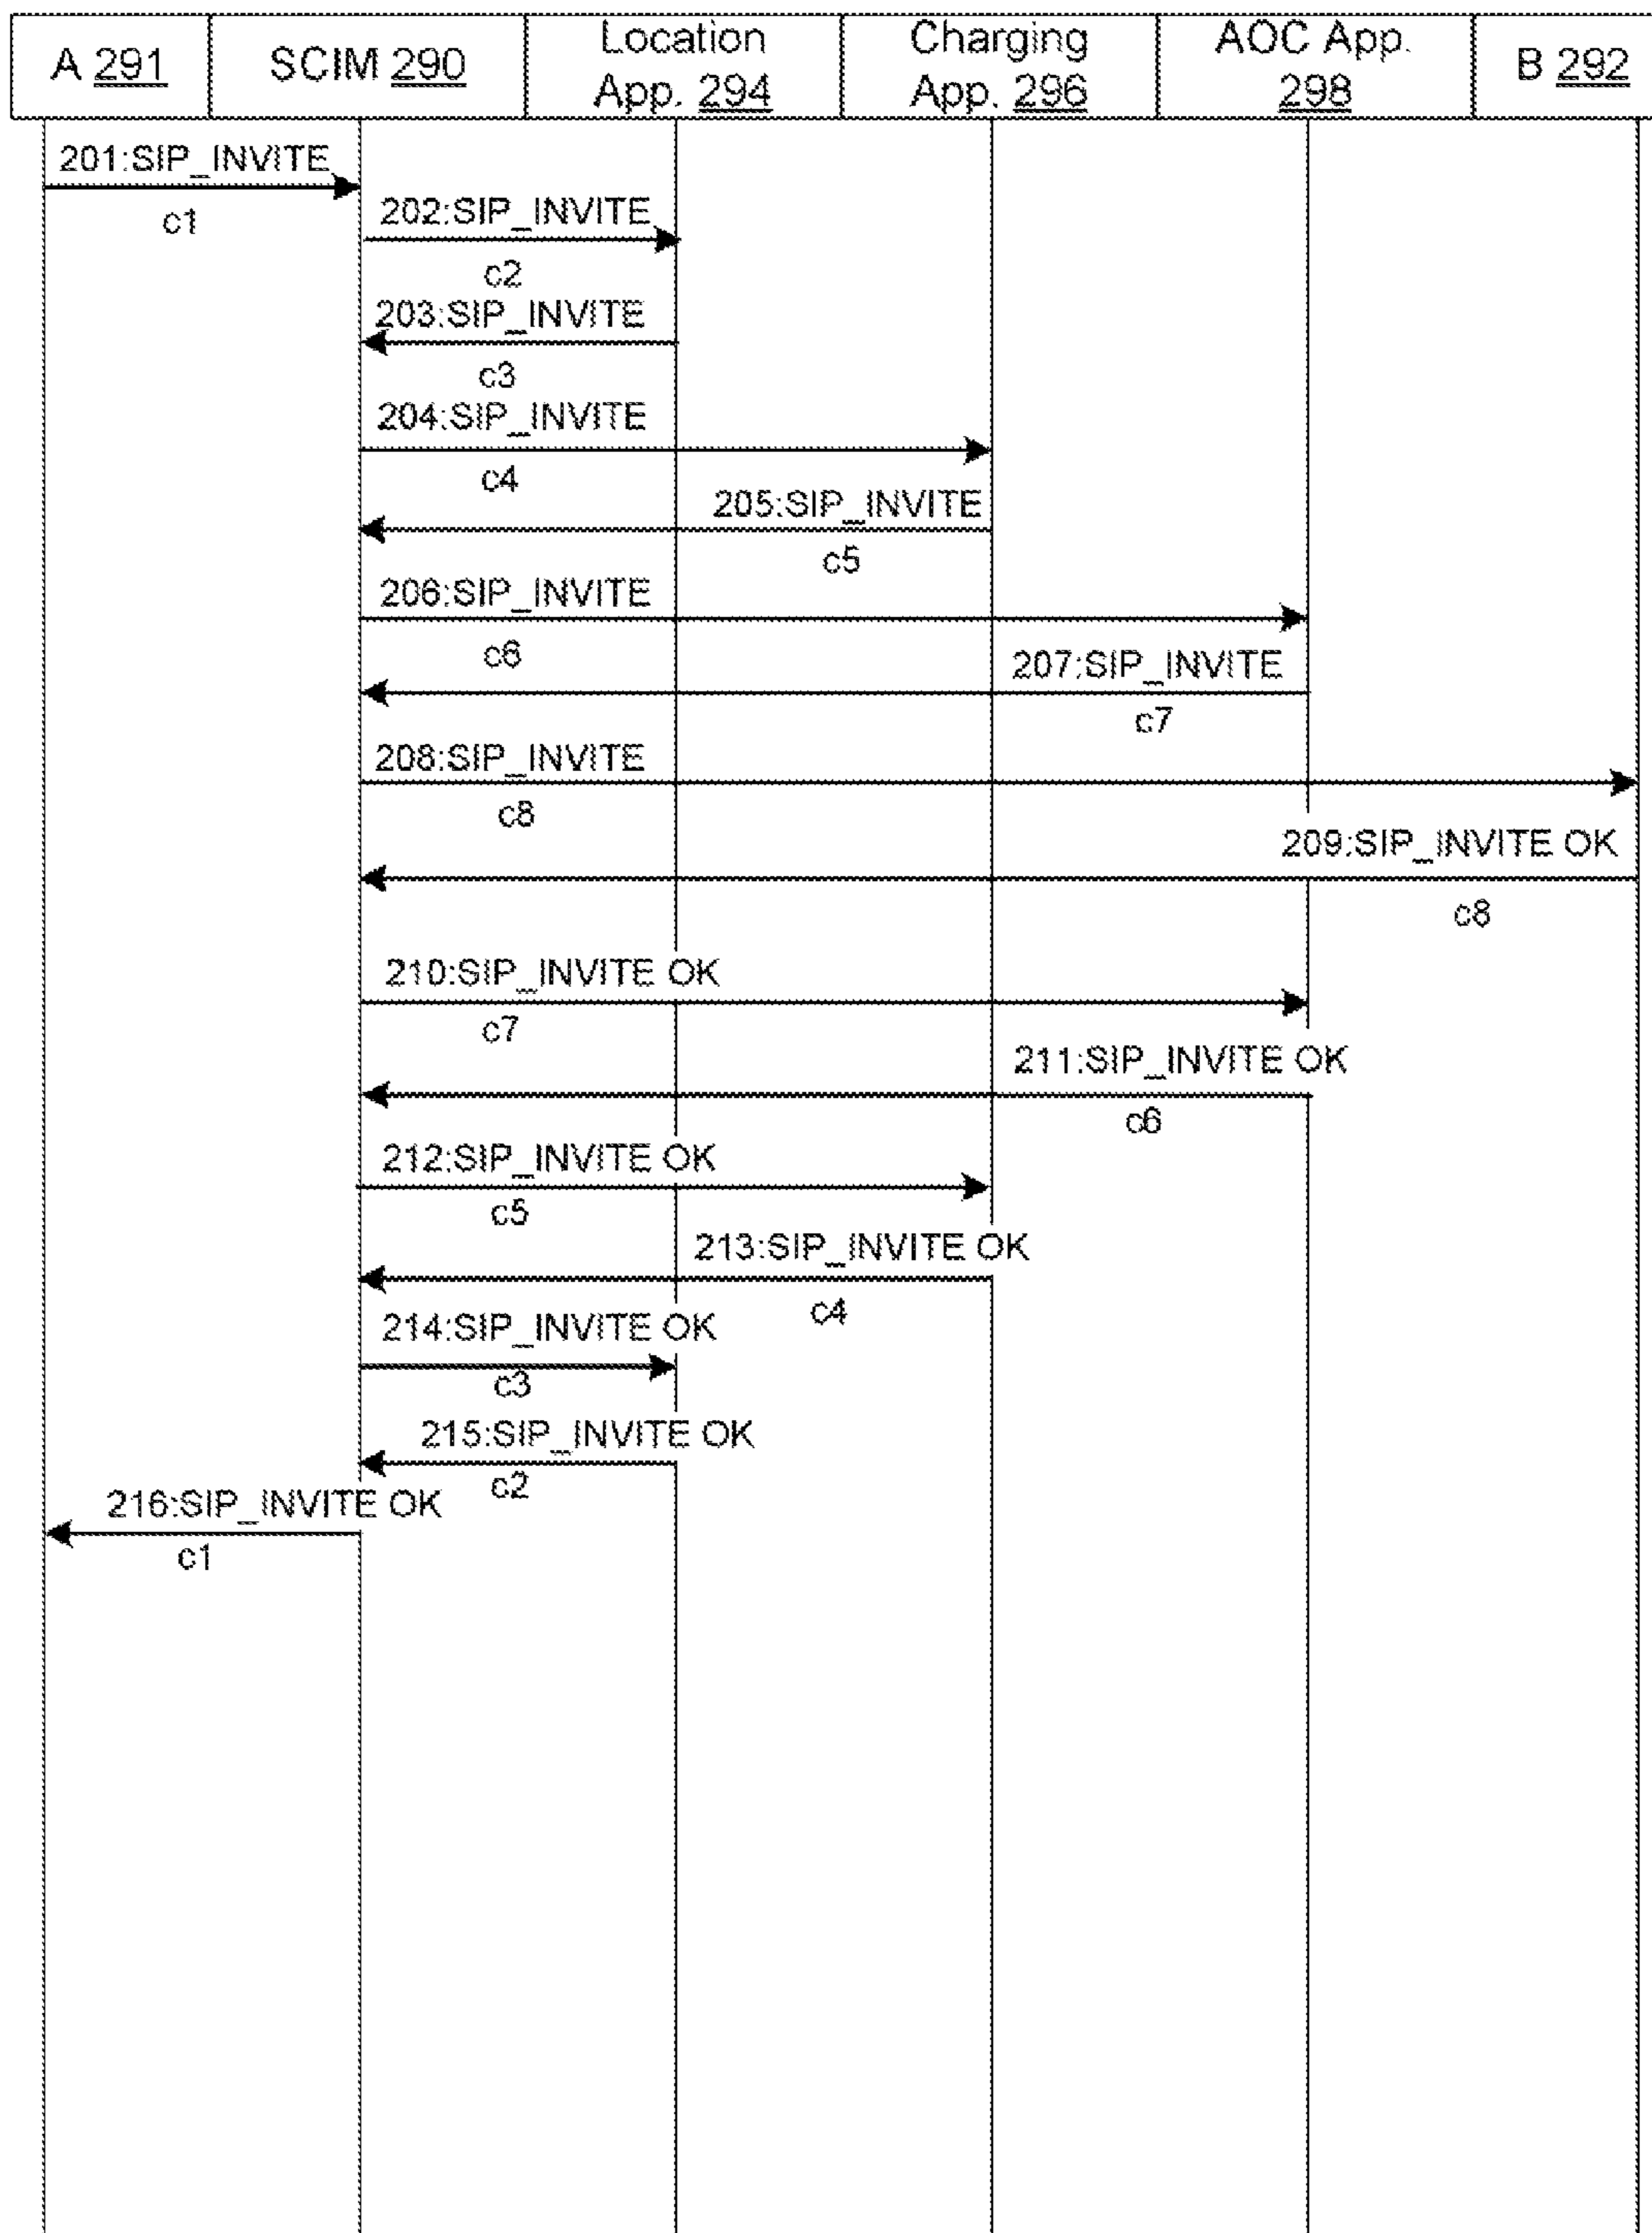 A 291
SCIM 290
Location
App. 294
Charging
App. 296
AOC App.
298
B 292
201:SIP_INVITE
c1
202:SIP_INVITE
c2
203:SIP_INVITE
c3
204:SIP_INVITE
c4
205:SIP_INVITE
c5
206:SIP_INVITE
c6
207:SIP_INVITE
c7
208:SIP_INVITE
c8
209:SIP_INVITE OK
c8
210:SIP_INVITE OK
c7
211:SIP_INVITE OK
c6
212:SIP_INVITE OK
c5
213:SIP_INVITE OK
c4
214:SIP_INVITE OK
c3
215:SIP_INVITE OK
c2
216:SIP_INVITE OK
c1